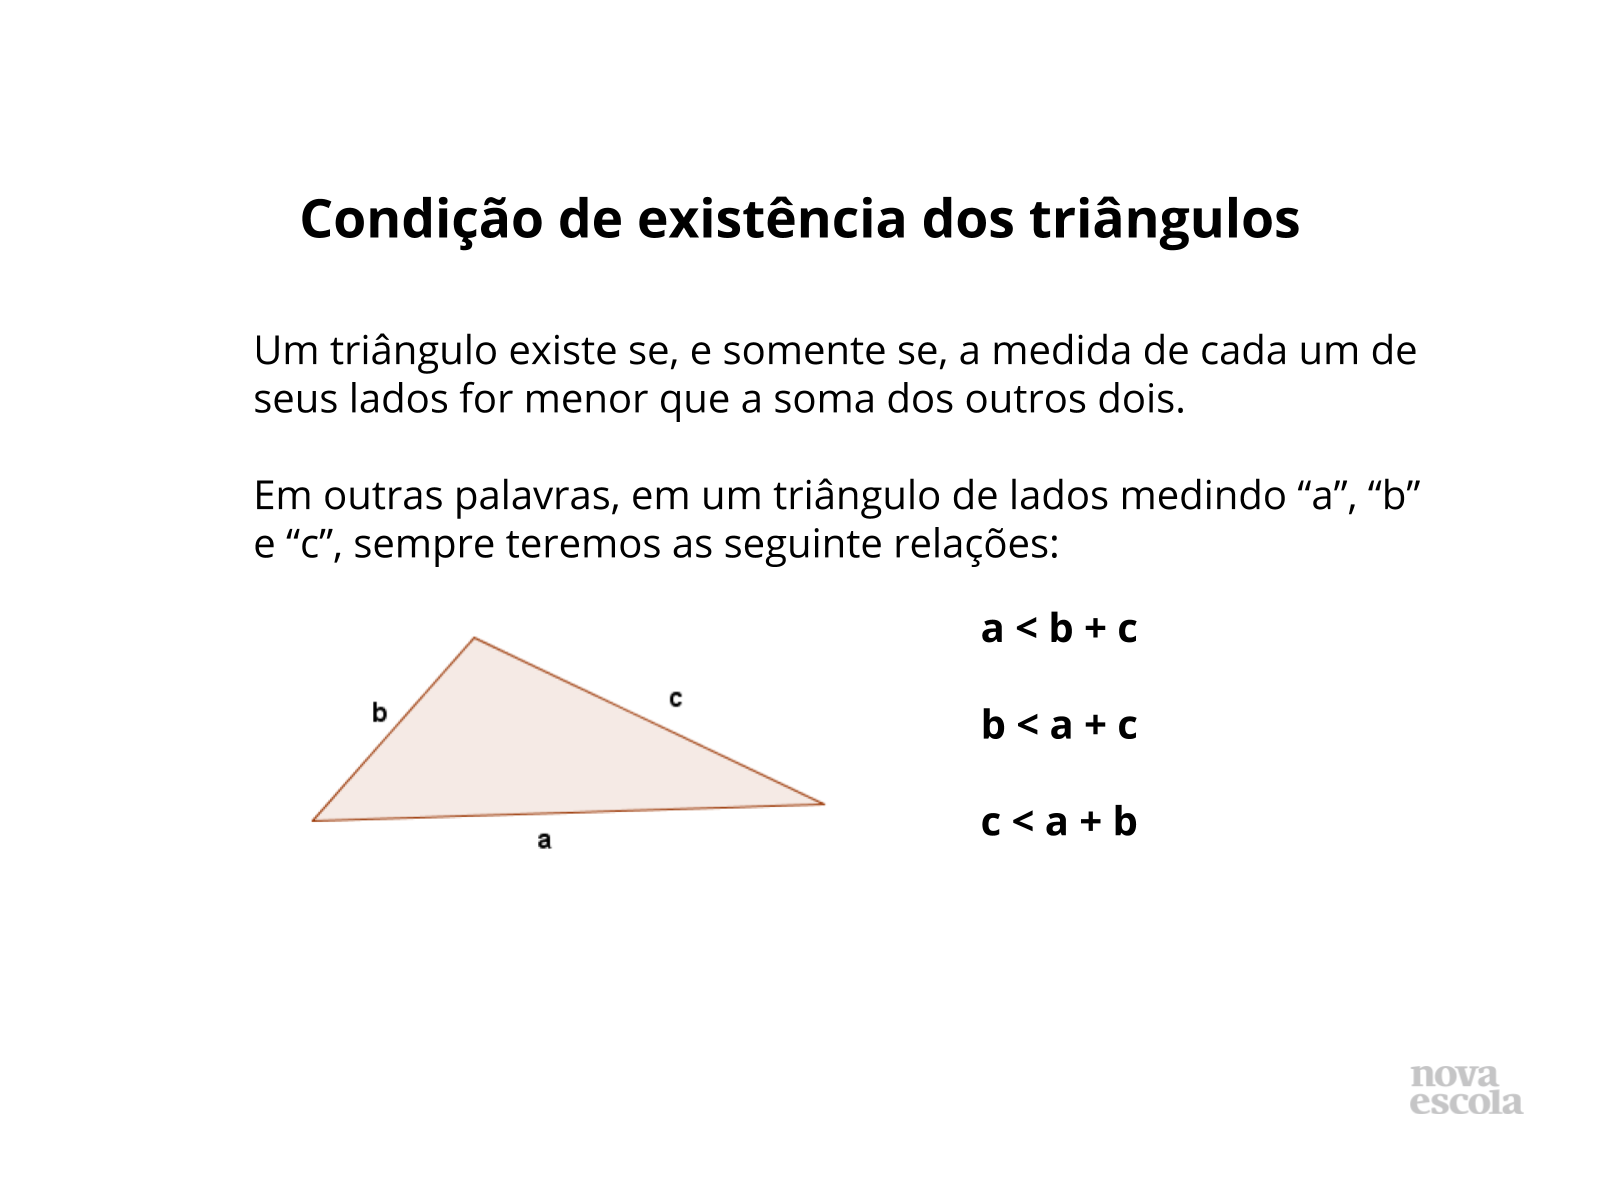 Condição de existência dos triângulos
Um triângulo existe se, e somente se, a medida de cada um de
seus lados for menor que a soma dos outros dois.
Em outras palavras, em um triângulo de lados medindo “a”, “b”
e “c”, sempre teremos as seguinte relações:
a < b + c
b < a + c
c < a + b
b
c
a
nova
escola